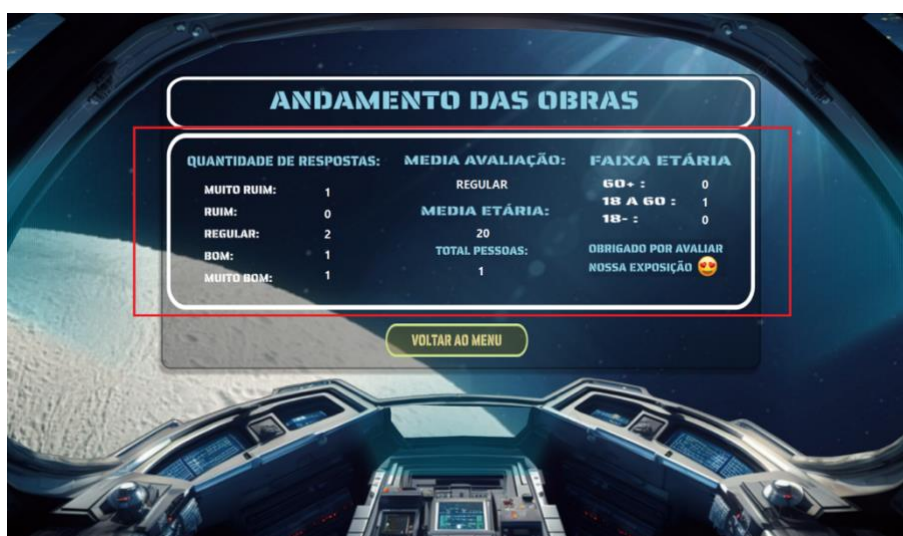 ANDAMENTO DAS OBRAS
QUANTIDADE DE RESPOSTAS:
MUITO RUIM: 1
RUIM: 0
REGULAR: 2
BOM: 1
MUITO BOM: 1
MEDIA AVALIAÇÃO:
REGULAR
MEDIA ETÁRIA:
20
TOTAL PESSOAS:
1
FAIXA ETÁRIA
60+ : 0
18 A 60 : 1
18- : 0
OBRIGADO POR AVALIAR
NOSSA EXPOSIÇÃO 😍
VOLTAR AO MENU